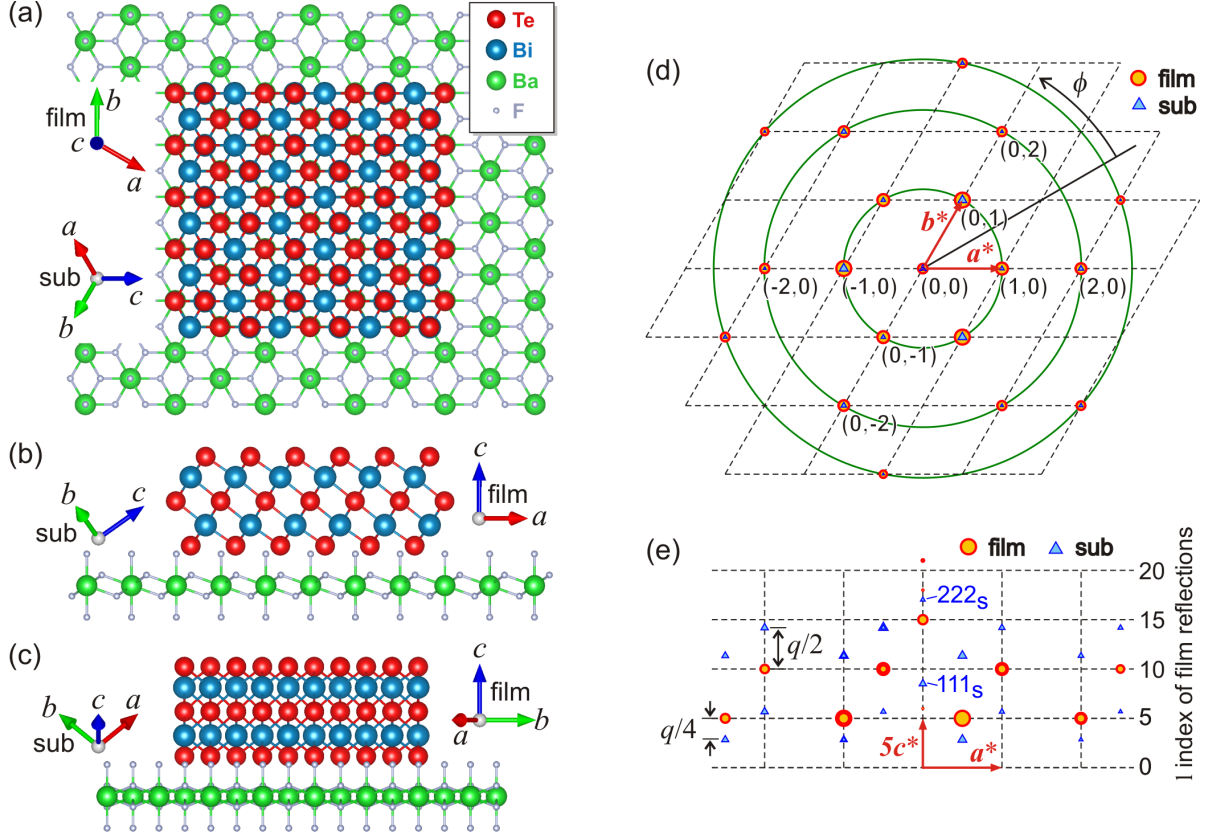 (a)
Te
Bi
Ba
F
b
film
c
a
a
sub
c
b
(b)
b
c
sub
c
film
a
(c)
b
c
a
sub
c
film
a
b
(d)
film
sub
ϕ
(0,2)
(0,1)
b*
a*
(-2,0)
(-1,0)
(0,0)
(1,0)
(2,0)
(0,-1)
(0,-2)
(e)
film
sub
20
222s
15
q/2
10
111s
q/4
5
5c*
a*
0
l index of film reflections